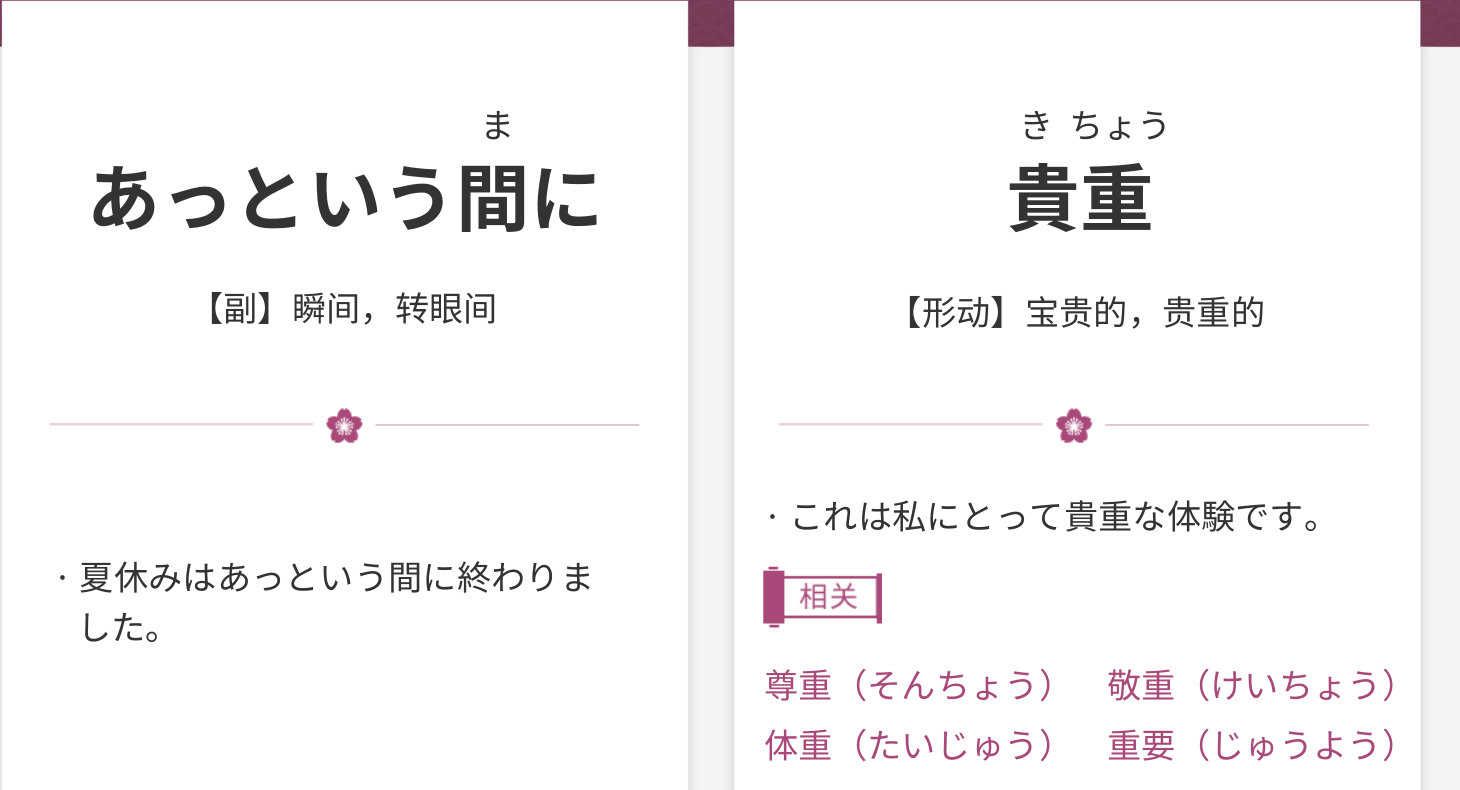 ま
あっという間に
【副】瞬间，转眼间
· 夏休みはあっという間に終わりま
した。
き ちょう
貴重
【形动】宝贵的，贵重的
· これは私にとって貴重な体験です。
相关
尊重（そんちょう） 敬重（けいちょう）
体重（たいじゅう） 重要（じゅうよう）